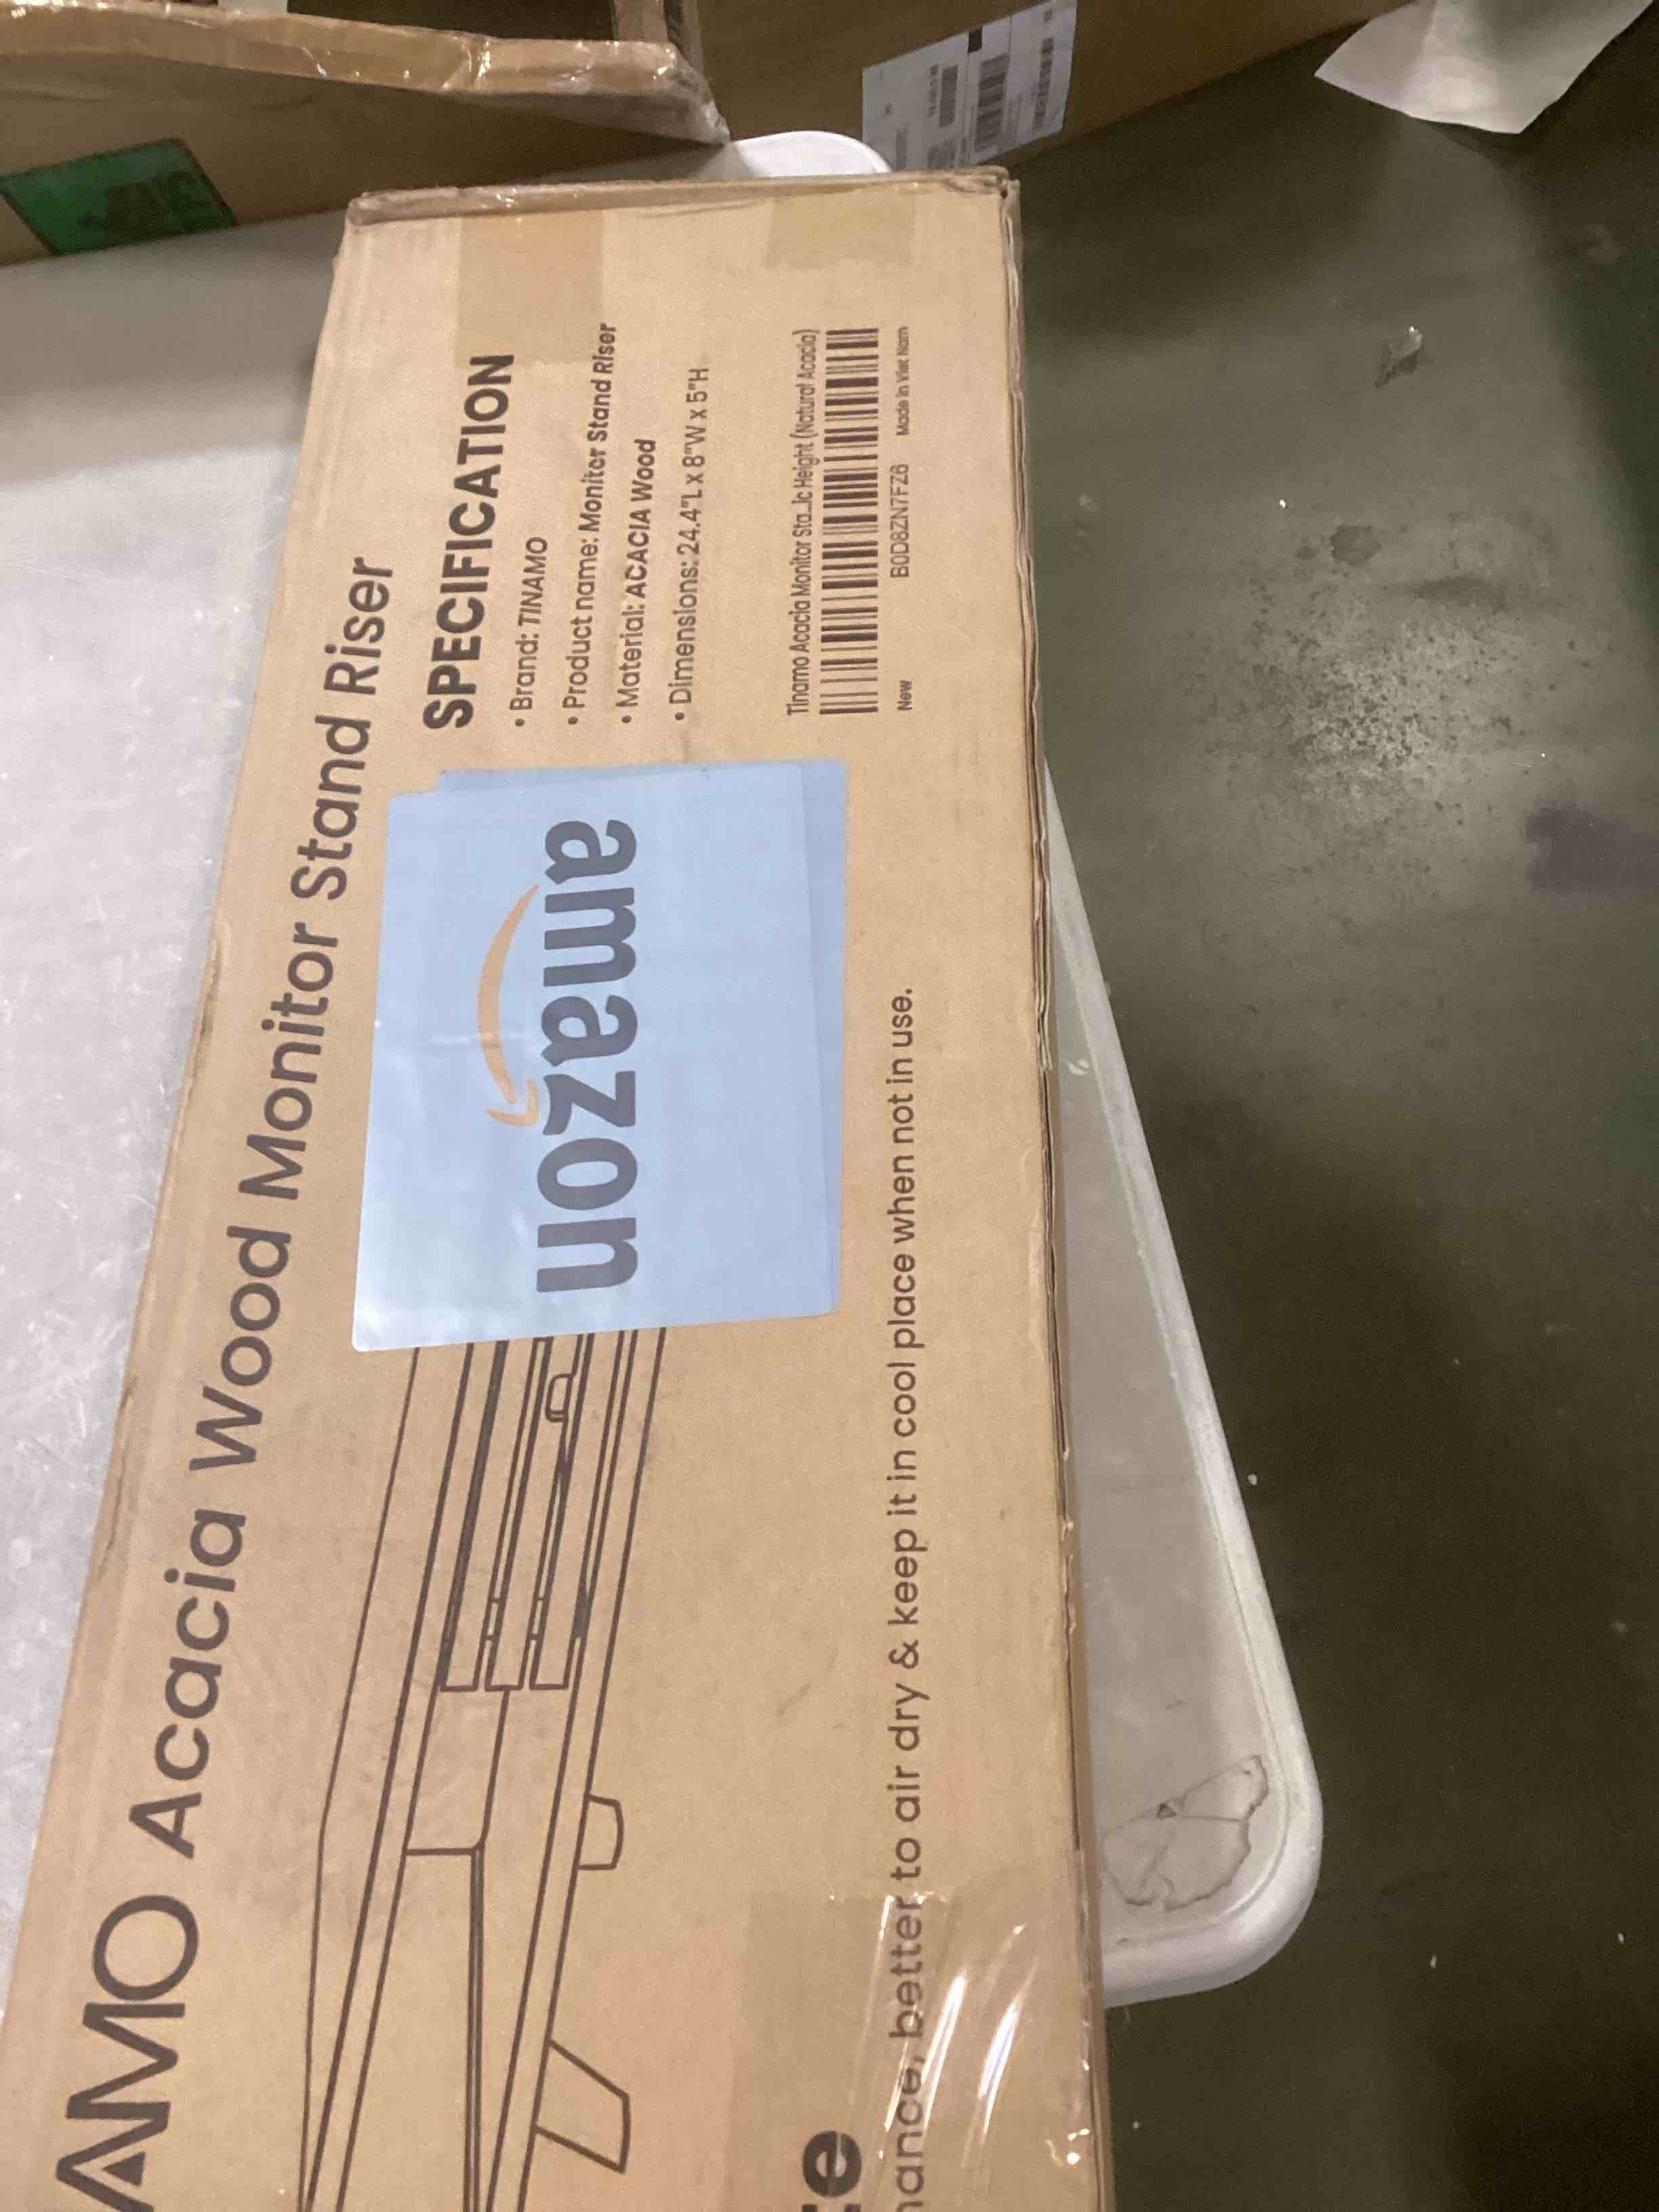 AMO Acacia Wood Monitor Stand Riser
SPECIFICATION
• Brand: TINAMO
• Product name: Monitor Stand Riser
• Material: ACACIA Wood
• Dimensions: 24.4"L x 8"W x 5"H
amazon
Tinamo Acacia Monitor Sta...ic Height (Natural Acacia)
New B0D8ZN7FZ6 Made in Viet Nam
better to air dry & keep it in cool place when not in use.